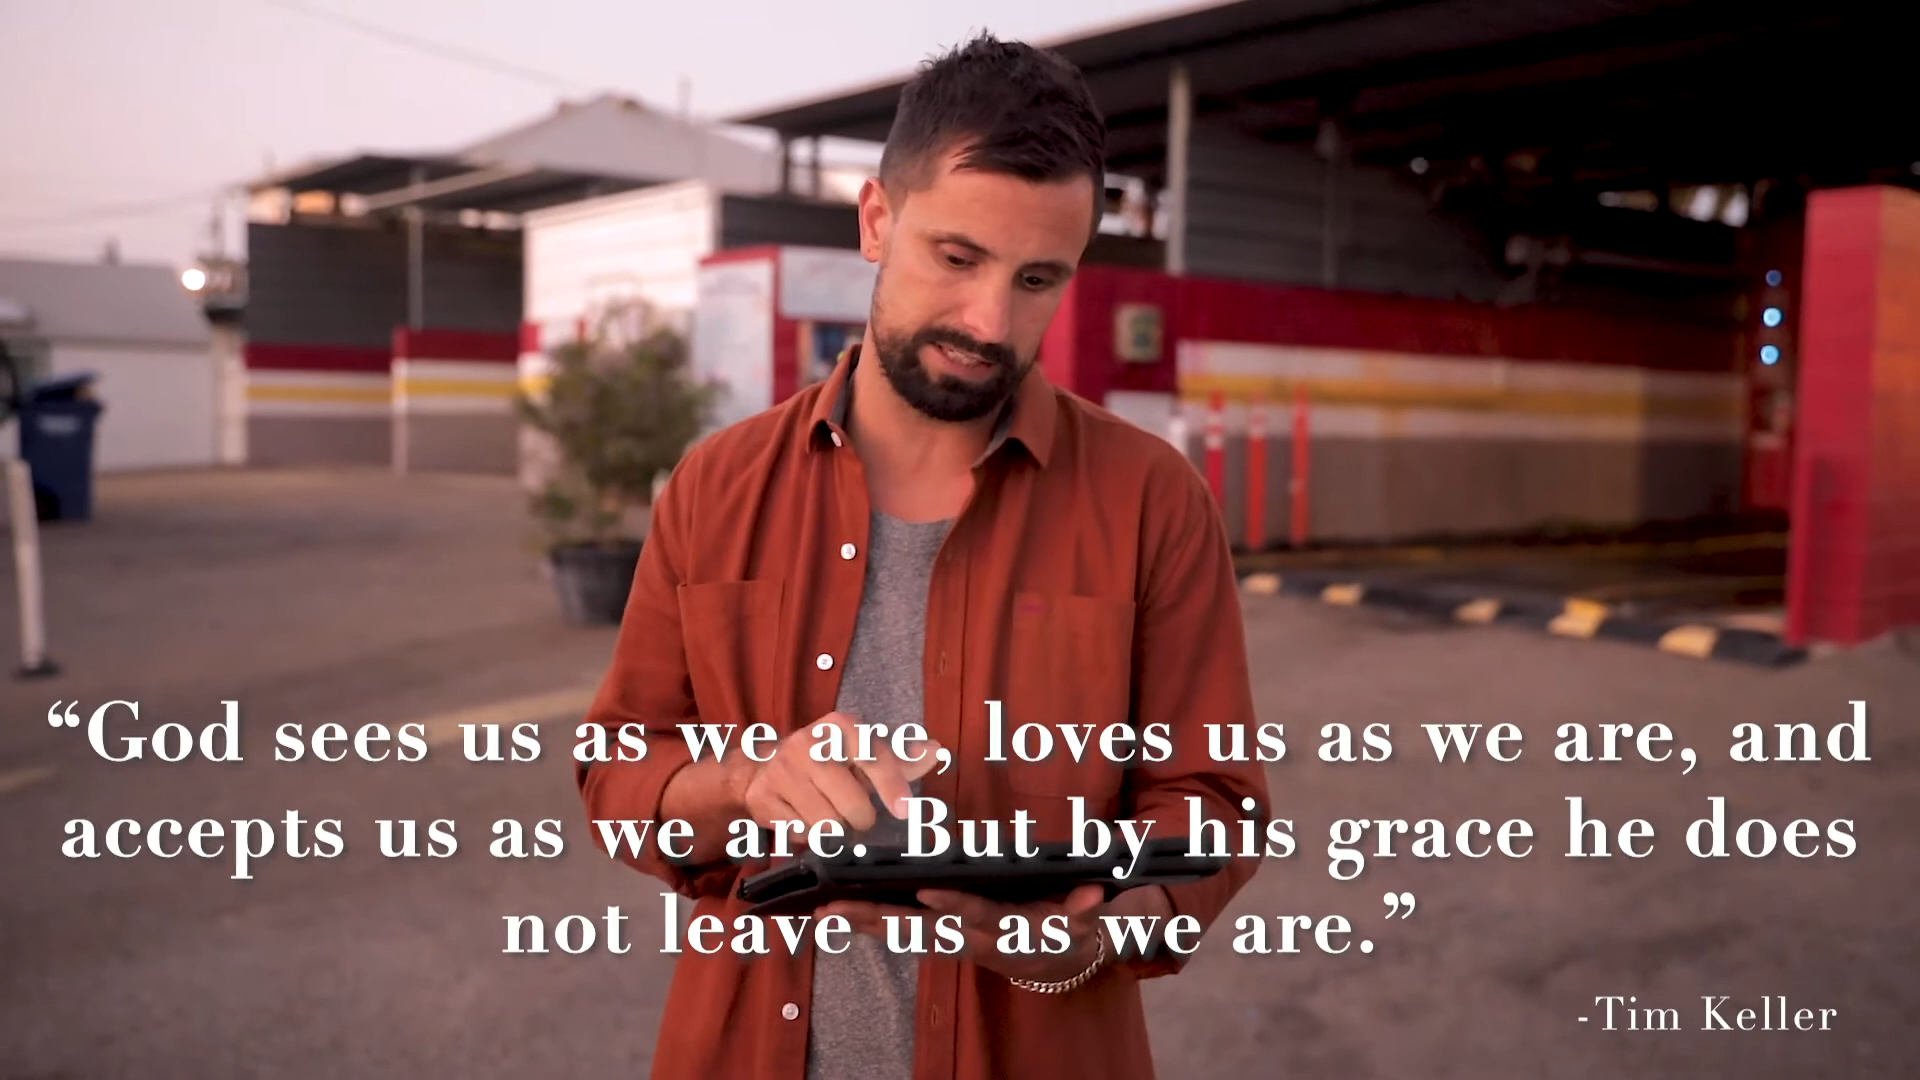 “God sees us as we are, loves us as we are, and
accepts us as we are. But by his grace he does
not leave us as we are.”
-Tim Keller